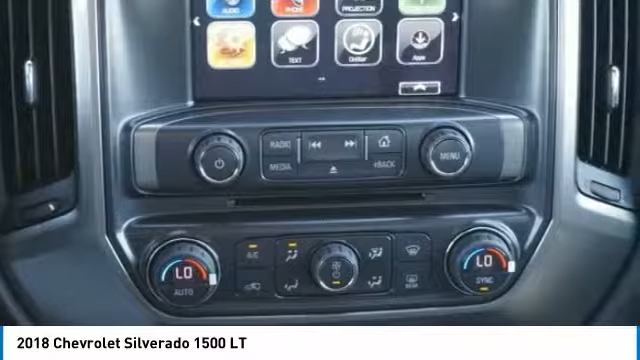 AUDIO PHONE PROJECTION
TEXT OnStar Apps
RADIO MENU
MEDIA BACK
A/C
LO LO
AUTO REAR SYNC
2018 Chevrolet Silverado 1500 LT